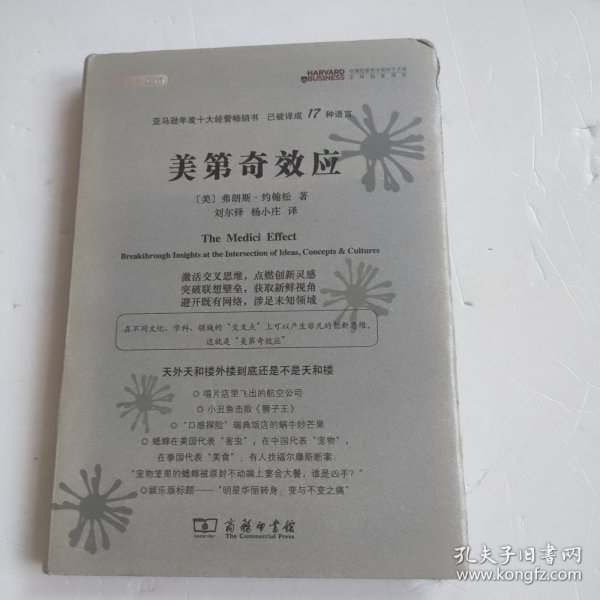 HARVARD
BUSINESS
亚马逊年度十大经管畅销书 已被译成 17 种语言
美第奇效应
［美］弗朗斯·约翰松 著
刘尔铎 杨小庄 译
The Medici Effect
Breakthrough Insights at the Intersection of Ideas, Concepts & Cultures
激活交叉思维，点燃创新灵感
突破联想壁垒，获取新鲜视角
避开既有网络，涉足未知领域
在不同文化、学科、领域的“交叉点”上可以产生非凡的创新思维，
这就是“美第奇效应”
天外天和楼外楼到底还是不是天和楼
◎唱片店里飞出的航空公司
◎小丑鱼击败《狮子王》
◎“口感探险”瑞典饭店的蜗牛炒芒果
◎蟋蟀在美国代表“害虫”，在中国代表“宠物”，
在泰国代表“美食”；有人找福尔摩斯断案：
“宠物笼里的蟋蟀被原封不动端上宴会大餐，谁是凶手？”
◎娱乐版标题——“明星华丽转身：变与不变之痛”
SINCE 1897
商務印書館
The Commercial Press
孔夫子旧书网
www.kongfz.com